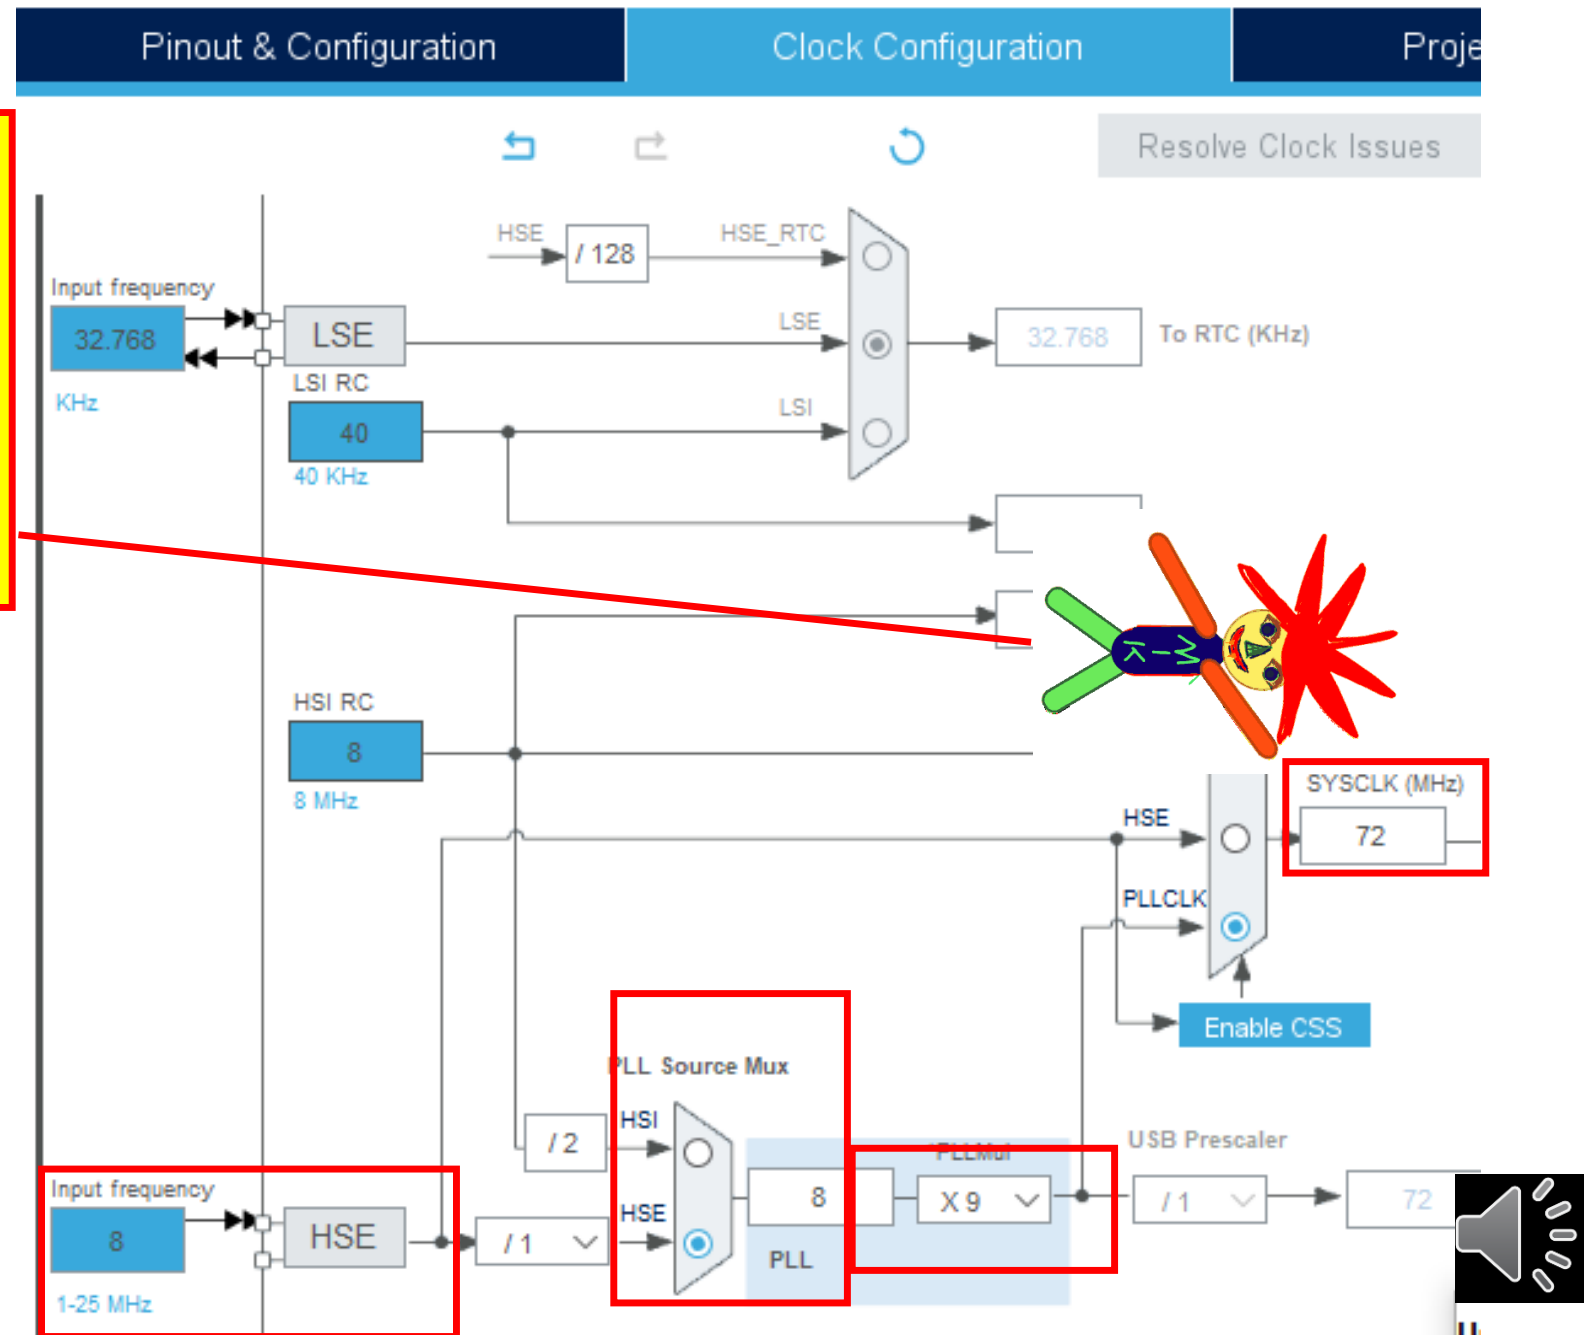 Pinout & Configuration
Clock Configuration
Proje
Resolve Clock Issues
HSE
/ 128
HSE_RTC
Input frequency
32.768
KHz
LSE
LSE
32.768
To RTC (KHz)
LSI RC
40
40 KHz
LSI
MIK
HSI RC
8
8 MHz
SYSCLK (MHz)
72
HSE
PLLCLK
Enable CSS
PLL Source Mux
HSI
/ 2
*PLLMul
USB Prescaler
Input frequency
8
1-25 MHz
HSE
/ 1
HSE
8
PLL
X 9
/ 1
72